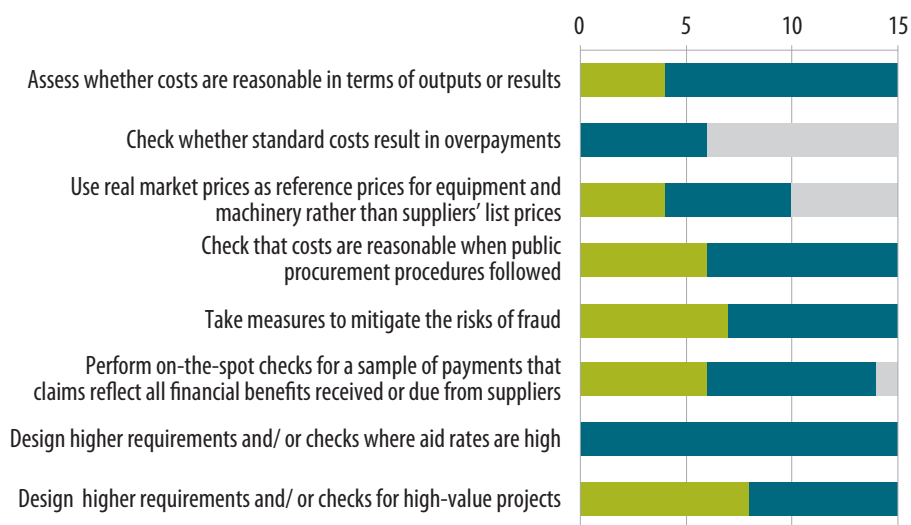 0 5 10 15
Assess whether costs are reasonable in terms of outputs or results
Check whether standard costs result in overpayments
Use real market prices as reference prices for equipment and
machinery rather than suppliers’ list prices
Check that costs are reasonable when public
procurement procedures followed
Take measures to mitigate the risks of fraud
Perform on-the-spot checks for a sample of payments that
claims reflect all financial benefits received or due from suppliers
Design higher requirements and/ or checks where aid rates are high
Design higher requirements and/ or checks for high-value projects